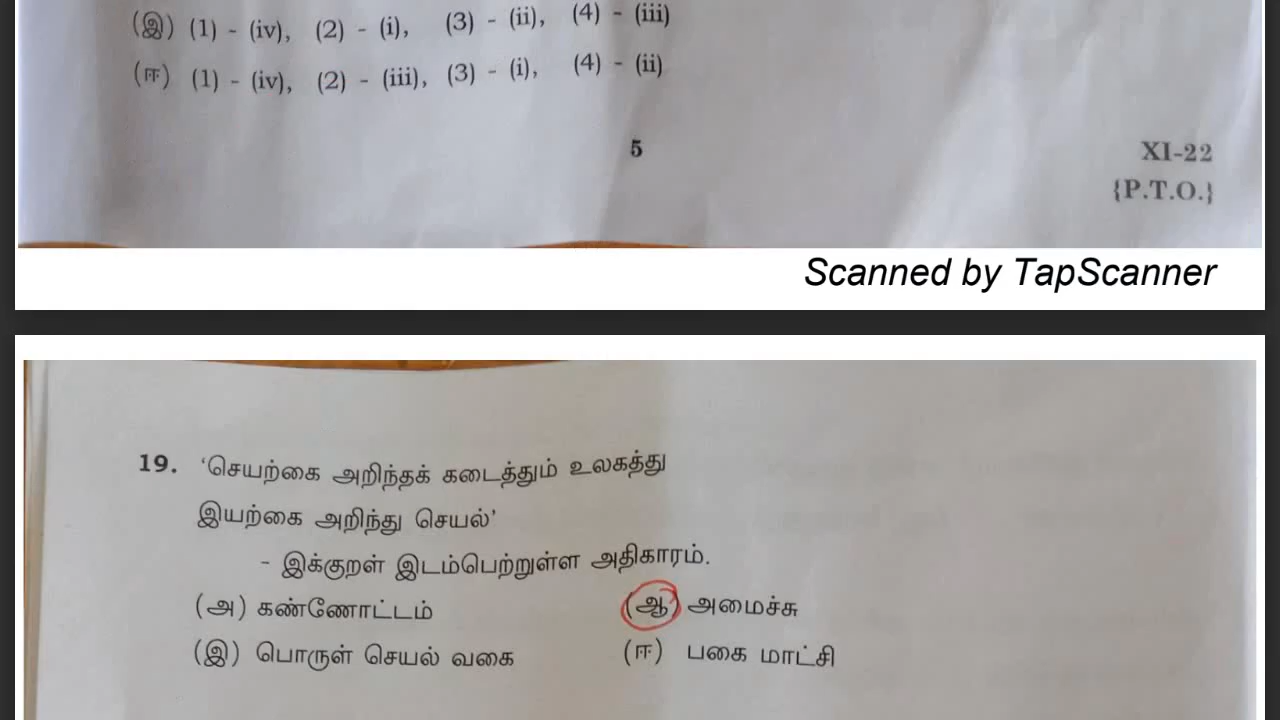 (இ) (1) - (iv), (2) - (i), (3) - (ii), (4) - (iii)
(ஈ) (1) - (iv), (2) - (iii), (3) - (i), (4) - (ii)
5
XI-22
{P.T.O.}
Scanned by TapScanner
19. ‘செயற்கை அறிந்தக் கடைத்தும் உலகத்து
இயற்கை அறிந்து செயல்’
- இக்குறள் இடம்பெற்றுள்ள அதிகாரம்.
(அ) கண்ணோட்டம் (ஆ) அமைச்சு
(இ) பொருள் செயல் வகை (ஈ) பகை மாட்சி